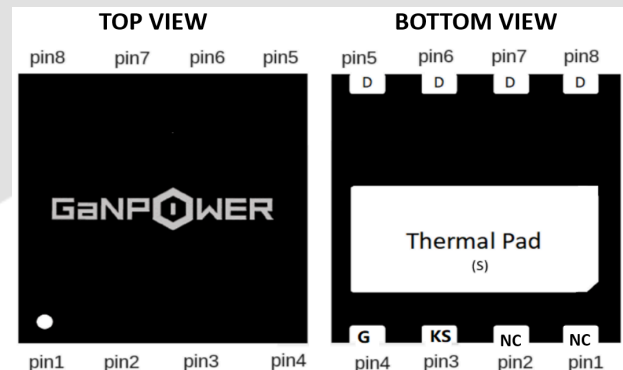 TOP VIEW
pin8 pin7 pin6 pin5
GaNPOWER
pin1 pin2 pin3 pin4
BOTTOM VIEW
pin5 pin6 pin7 pin8
D D D D
Thermal Pad
(S)
G KS NC NC
pin4 pin3 pin2 pin1